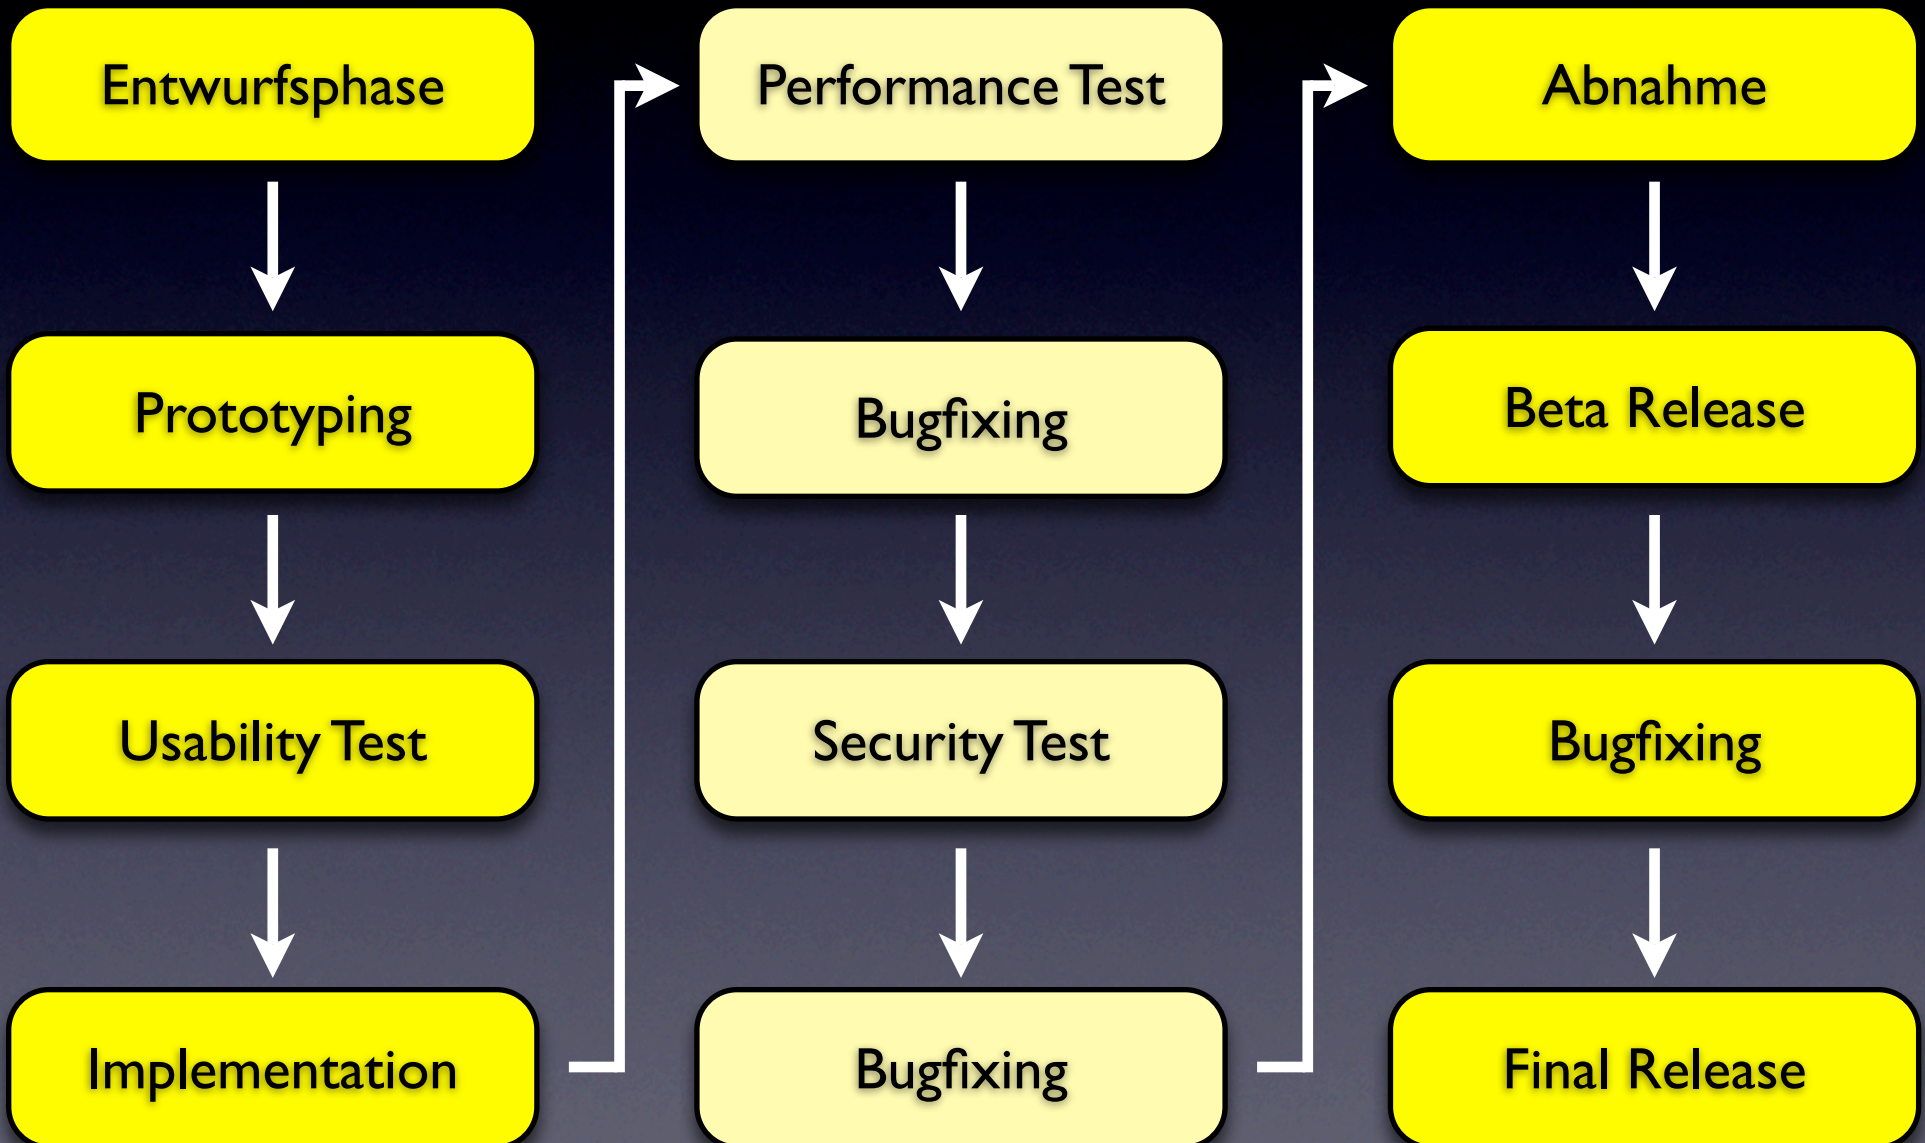 Entwurfsphase
Prototyping
Usability Test
Implementation
Performance Test
Bugfixing
Security Test
Bugfixing
Abnahme
Beta Release
Bugfixing
Final Release